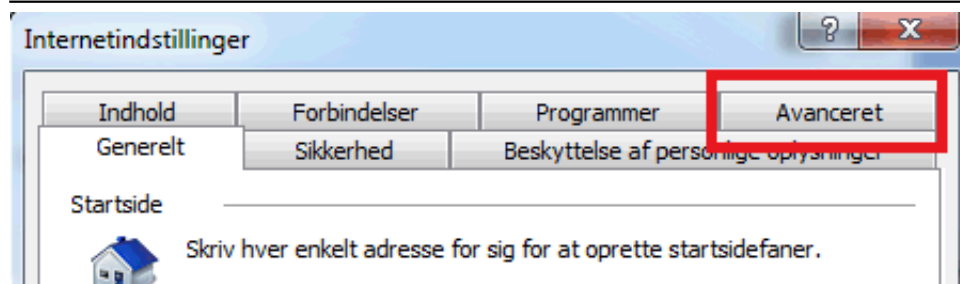 Internetindstillinger
Indhold Forbindelser Programmer Avanceret
Generelt Sikkerhed Beskyttelse af personlige oplysninger
Startside
Skriv hver enkelt adresse for sig for at oprette startsidefaner.